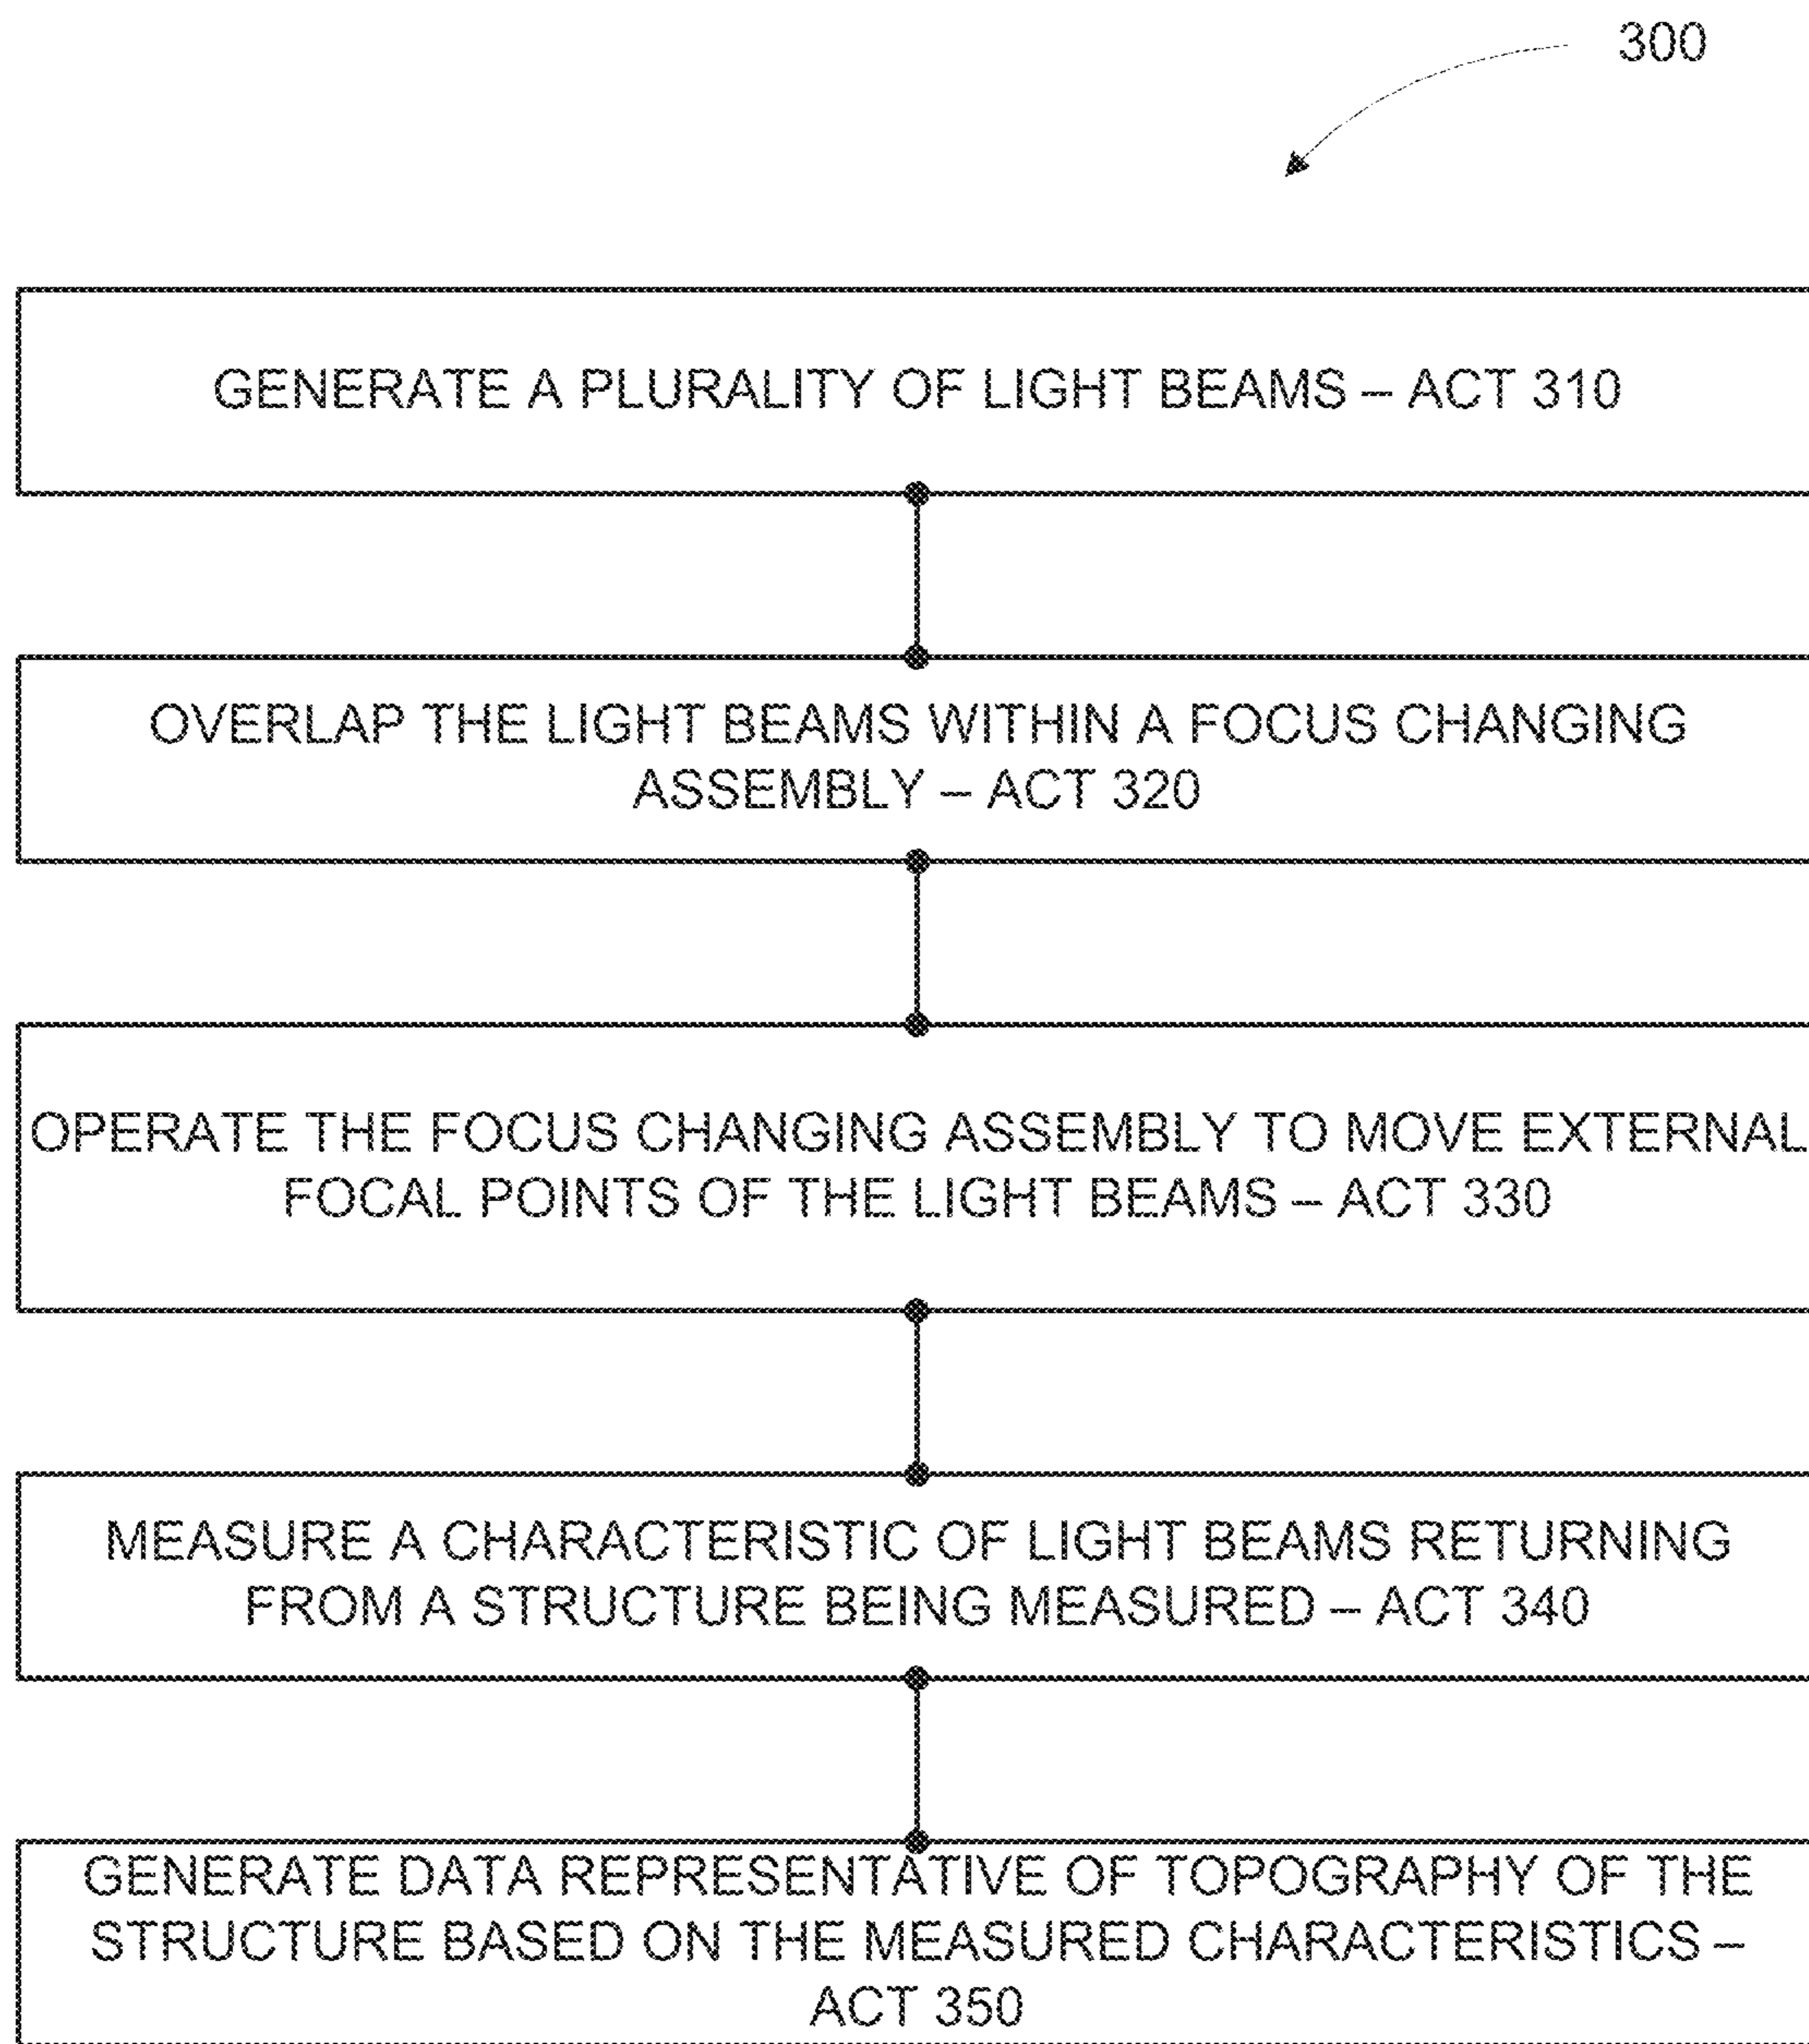 300
GENERATE A PLURALITY OF LIGHT BEAMS – ACT 310
OVERLAP THE LIGHT BEAMS WITHIN A FOCUS CHANGING
ASSEMBLY – ACT 320
OPERATE THE FOCUS CHANGING ASSEMBLY TO MOVE EXTERNAL
FOCAL POINTS OF THE LIGHT BEAMS – ACT 330
MEASURE A CHARACTERISTIC OF LIGHT BEAMS RETURNING
FROM A STRUCTURE BEING MEASURED – ACT 340
GENERATE DATA REPRESENTATIVE OF TOPOGRAPHY OF THE
STRUCTURE BASED ON THE MEASURED CHARACTERISTICS –
ACT 350